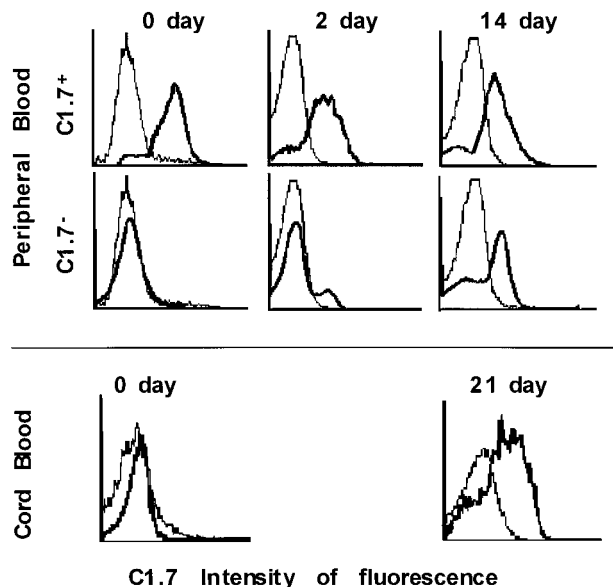 0 day 2 day 14 day
Peripheral Blood
C1.7+
C1.7-
0 day 21 day
Cord Blood
C1.7 Intensity of fluorescence